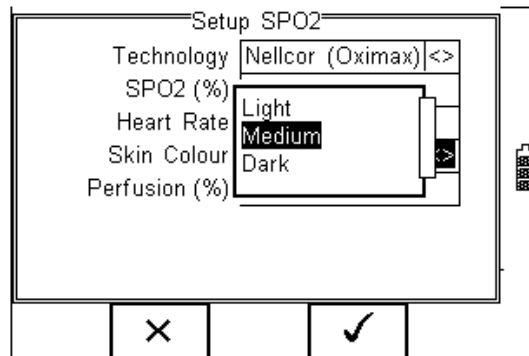 Setup SPO2
Technology Nellcor (Oximax) <>
SPO2 (%)
Light
Heart Rate
Medium
Skin Colour <>
Dark
Perfusion (%)